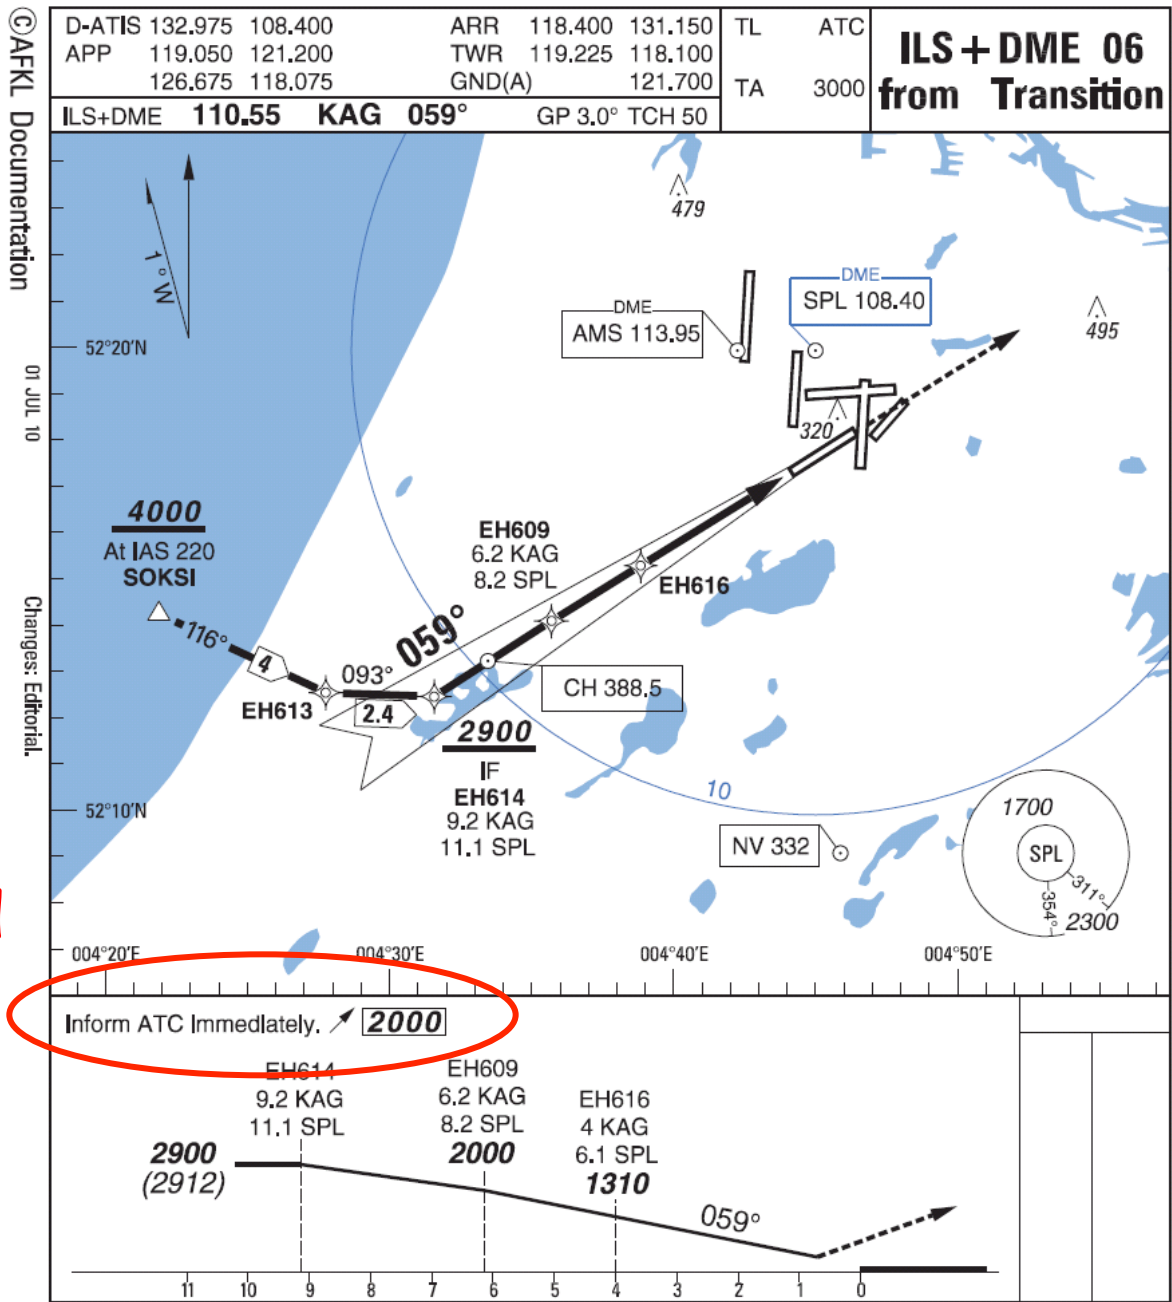 D-ATIS 132.975 108.400 ARR 118.400 131.150 TL ATC
APP 119.050 121.200 TWR 119.225 118.100
126.675 118.075 GND(A) 121.700 TA 3000
ILS+DME 110.55 KAG 059° GP 3.0° TCH 50
ILS+DME 06
from Transition
©AFKL Documentation 01 JUL 10 Changes: Editorial.
1° W
479
DME
SPL 108.40
DME
AMS 113.95
495
52°20'N
320
4000
At IAS 220
SOKSI
EH609
6.2 KAG
8.2 SPL
EH616
116°
4
059°
093°
CH 388.5
EH613
2.4
2900
IF
EH614
9.2 KAG
11.1 SPL
10
52°10'N
NV 332
1700
SPL
311°
354°
2300
004°20'E 004°30'E 004°40'E 004°50'E
Inform ATC Immediately. 2000
EH614
9.2 KAG
11.1 SPL
EH609
6.2 KAG
8.2 SPL
2000
EH616
4 KAG
6.1 SPL
1310
2900
(2912)
059°
11 10 9 8 7 6 5 4 3 2 1 0